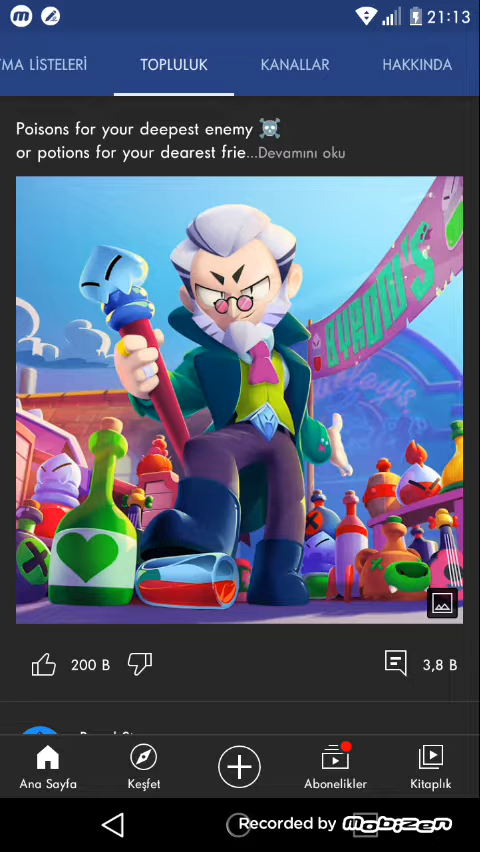 21:13
TMA LİSTELERİ TOPLULUK KANALLAR HAKKINDA
Poisons for your deepest enemy ☠️
or potions for your dearest frie...Devamını oku
BYRON'S
200 B 3,8 B
Ana Sayfa Keşfet Abonelikler Kitaplık
Recorded by mobizen